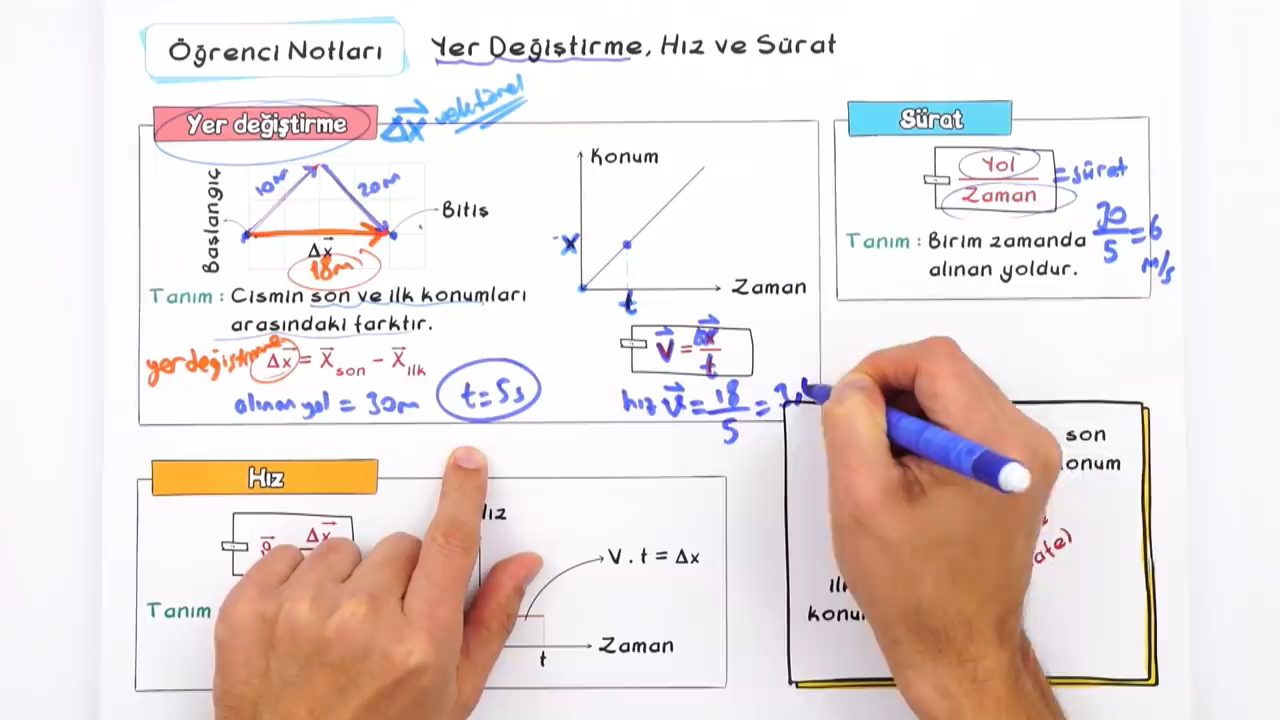 Öğrenci Notları
Yer Değiştirme, Hız ve Sürat
Yer değiştirme
Δx vektörel
Başlangıç
10m
20m
Bitiş
Δx
18m
Tanım : Cismin son ve ilk konumları
arasındaki farktır.
yer değiştirme Δx = X son - X ilk
alınan yol = 30m
t=5s
Konum
x
t
Zaman
V = Δx / t
hız V = 18 / 5 = 3,6
Sürat
Yol / Zaman = sürat
Tanım : Birim zamanda
alınan yoldur.
30 / 5 = 6 m/s
Hız
Δx
Tanım
V . t = Δx
Zaman
t
son